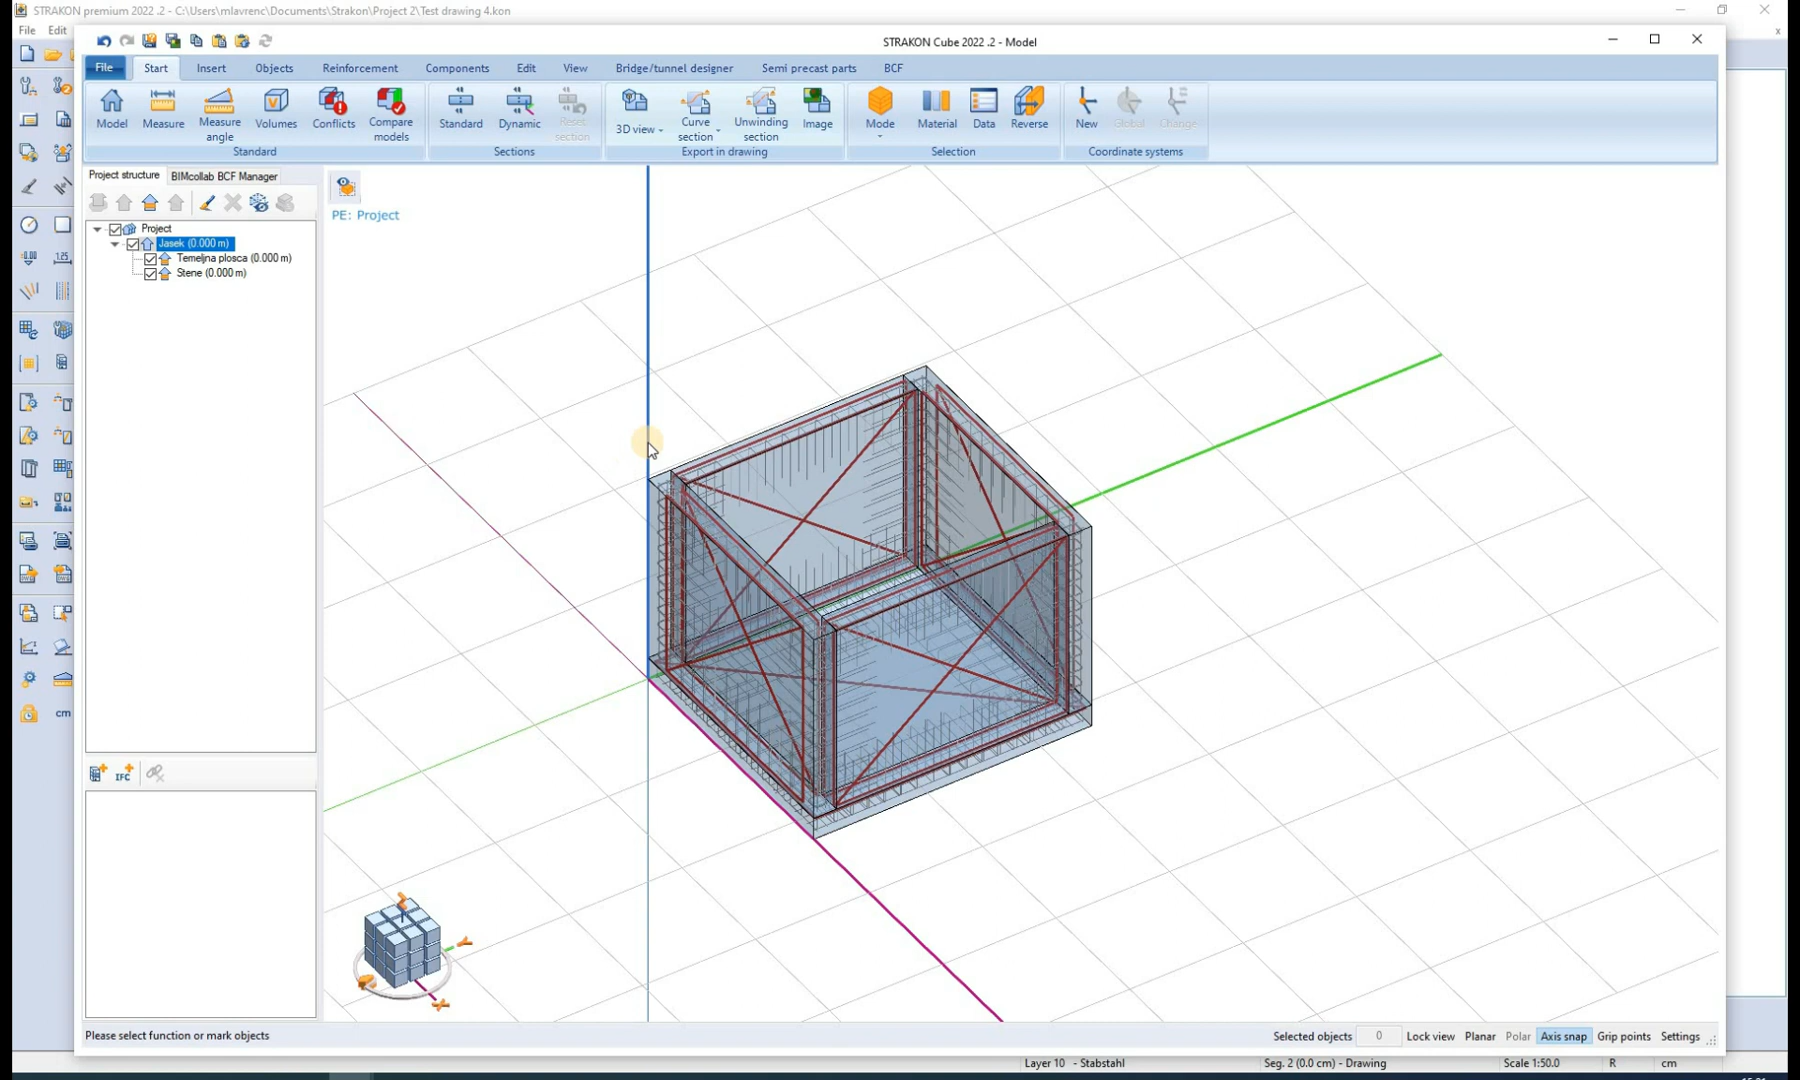 STRAKON premium 2022 .2 - C:\Users\mlavrenc\Documents\Strakon\Project 2\Test drawing 4.kon
File Edit
STRAKON Cube 2022 .2 - Model
File Start Insert Objects Reinforcement Components Edit View Bridge/tunnel designer Semi precast parts BCF
Model Measure Measure angle Volumes Conflicts Compare models
Standard Dynamic Reset section
3D view Curve section Unwinding section Image
Mode Material Data Reverse
New Global Change
Standard Sections Export in drawing Selection Coordinate systems
Project structure BIMcollab BCF Manager
PE: Project
Project
Jasek (0.000 m)
Temeljna plosca (0.000 m)
Stene (0.000 m)
1.25
cm
IFC
Please select function or mark objects
Selected objects 0 Lock view Planar Polar Axis snap Grip points Settings
Layer 10 - Stabstahl Seg. 2 (0.0 cm) - Drawing Scale 1:50.0 R cm